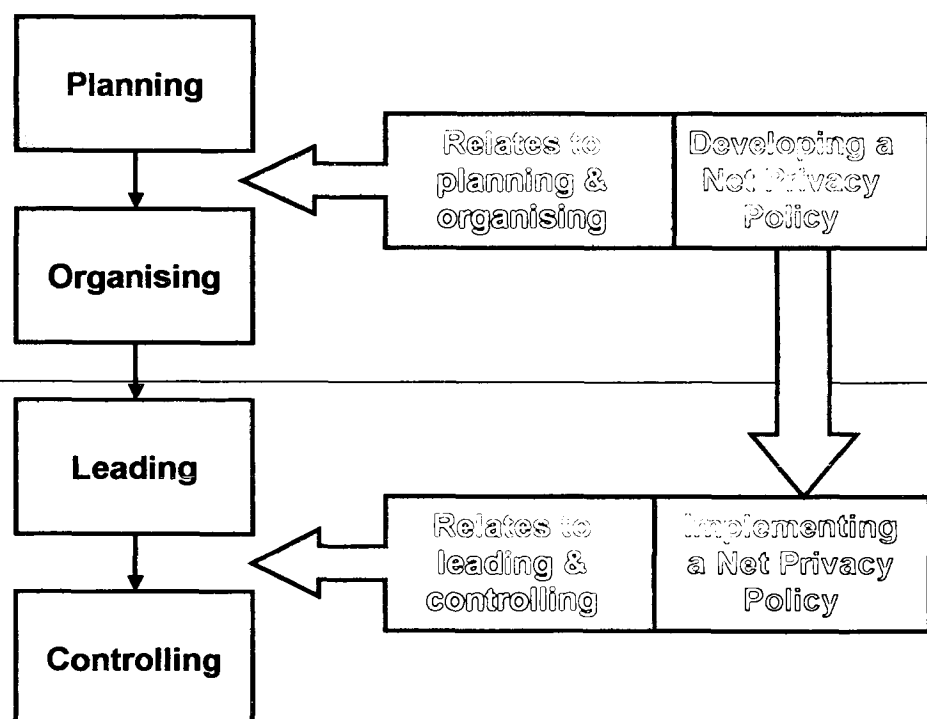 Planning
Organising
Leading
Controlling
Relates to
planning &
organising
Developing a
Net Privacy
Policy
Relates to
leading &
controlling
Implementing
a Net Privacy
Policy